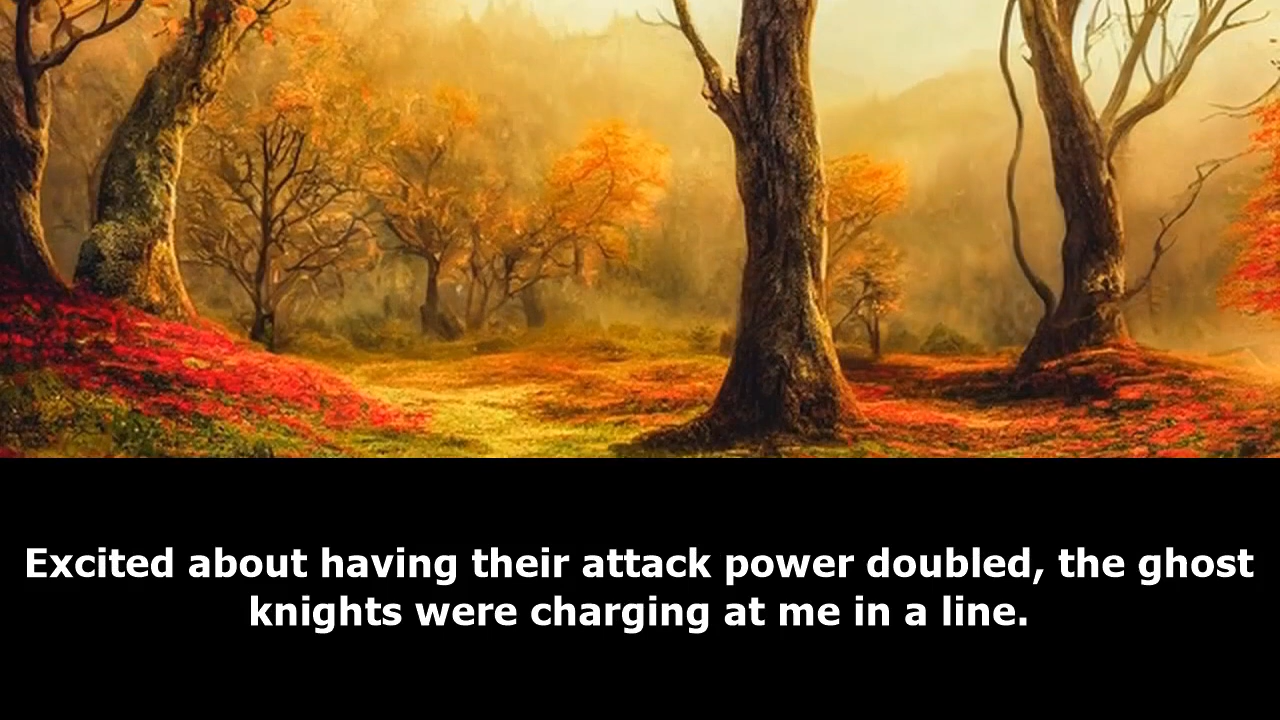 Excited about having their attack power doubled, the ghost
knights were charging at me in a line.